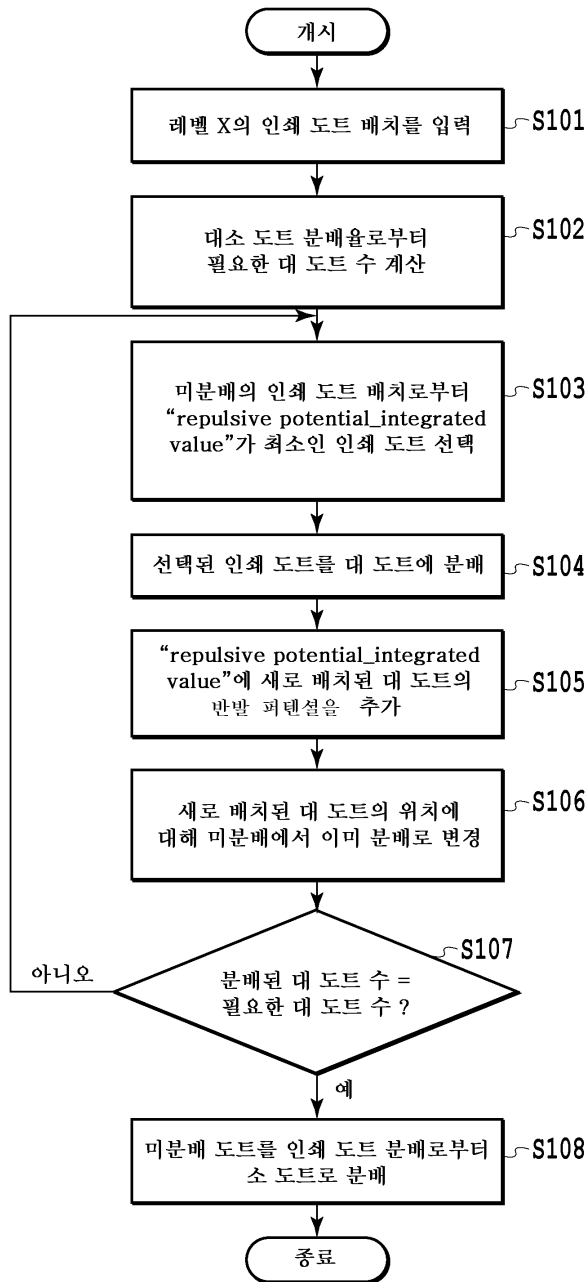 개시
레벨 X의 인쇄 도트 배치를 입력
S101
대소 도트 분배율로부터
필요한 대 도트 수 계산
S102
미분배의 인쇄 도트 배치로부터
“repulsive potential_integrated
value”가 최소인 인쇄 도트 선택
S103
선택된 인쇄 도트를 대 도트에 분배
S104
“repulsive potential_integrated
value”에 새로 배치된 대 도트의
반발 퍼텐셜을 추가
S105
새로 배치된 대 도트의 위치에
대해 미분배에서 이미 분배로 변경
S106
S107
아니오
분배된 대 도트 수 =
필요한 대 도트 수 ?
예
미분배 도트를 인쇄 도트 분배로부터
소 도트로 분배
S108
종료